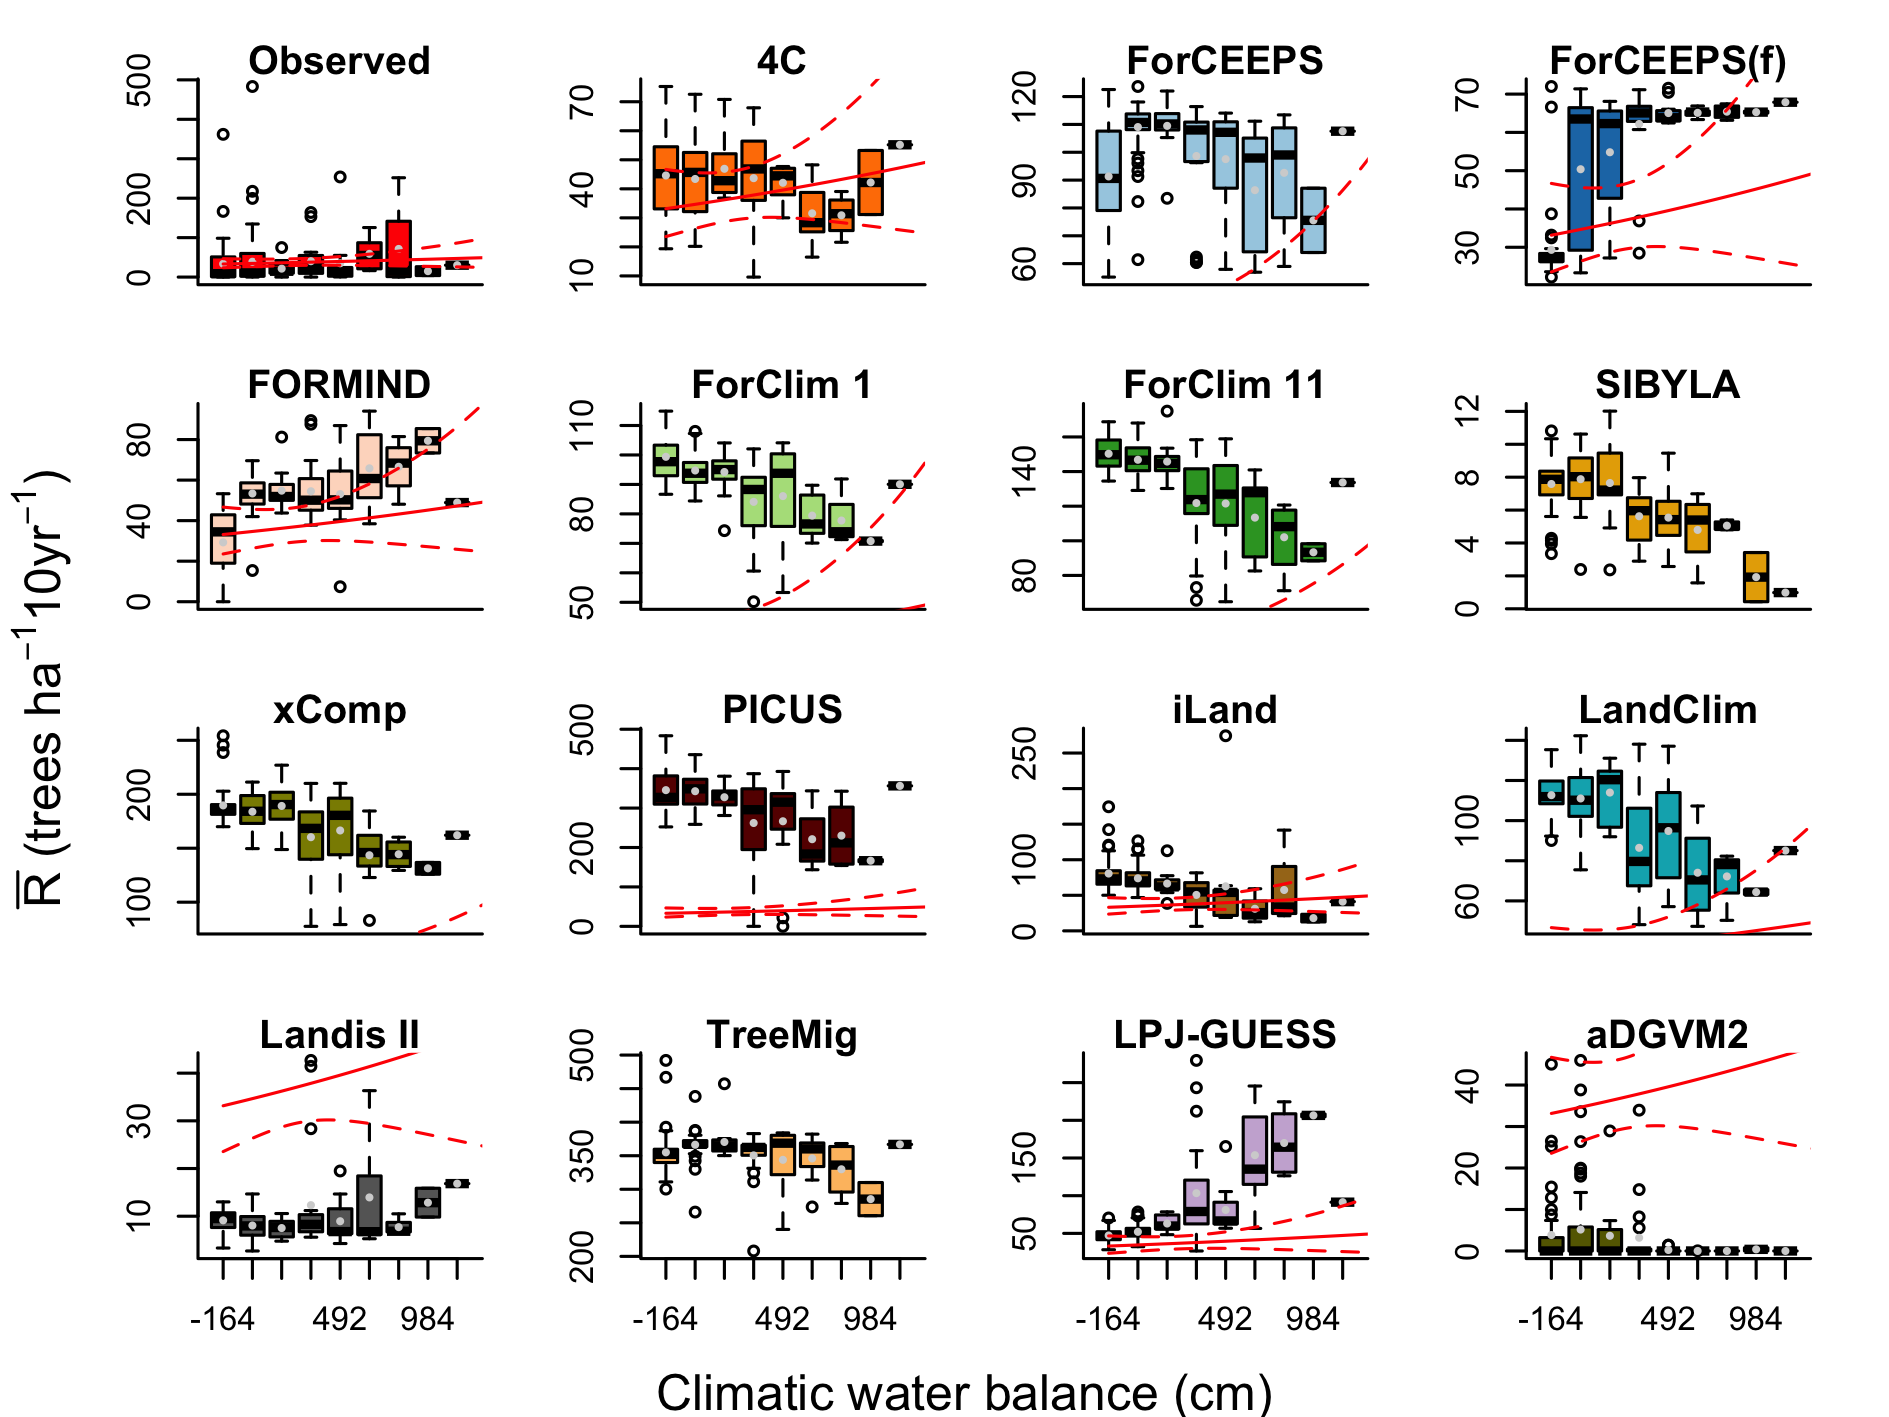 Observed 4C ForCEEPS ForCEEPS(f)
500 200 0
70 40 10
120 90 60
70 50 30
FORMIND ForClim 1 ForClim 11 SIBYLA
80 40 0
110 80 50
140 80
12 8 4 0
R (trees ha−1 10yr−1)
xComp PICUS iLand LandClim
200 100
500 200 0
250 100 0
100 60
Landis II TreeMig LPJ-GUESS aDGVM2
30 10
500 350 200
150 50
40 20 0
-164 492 984 -164 492 984 -164 492 984 -164 492 984
Climatic water balance (cm)